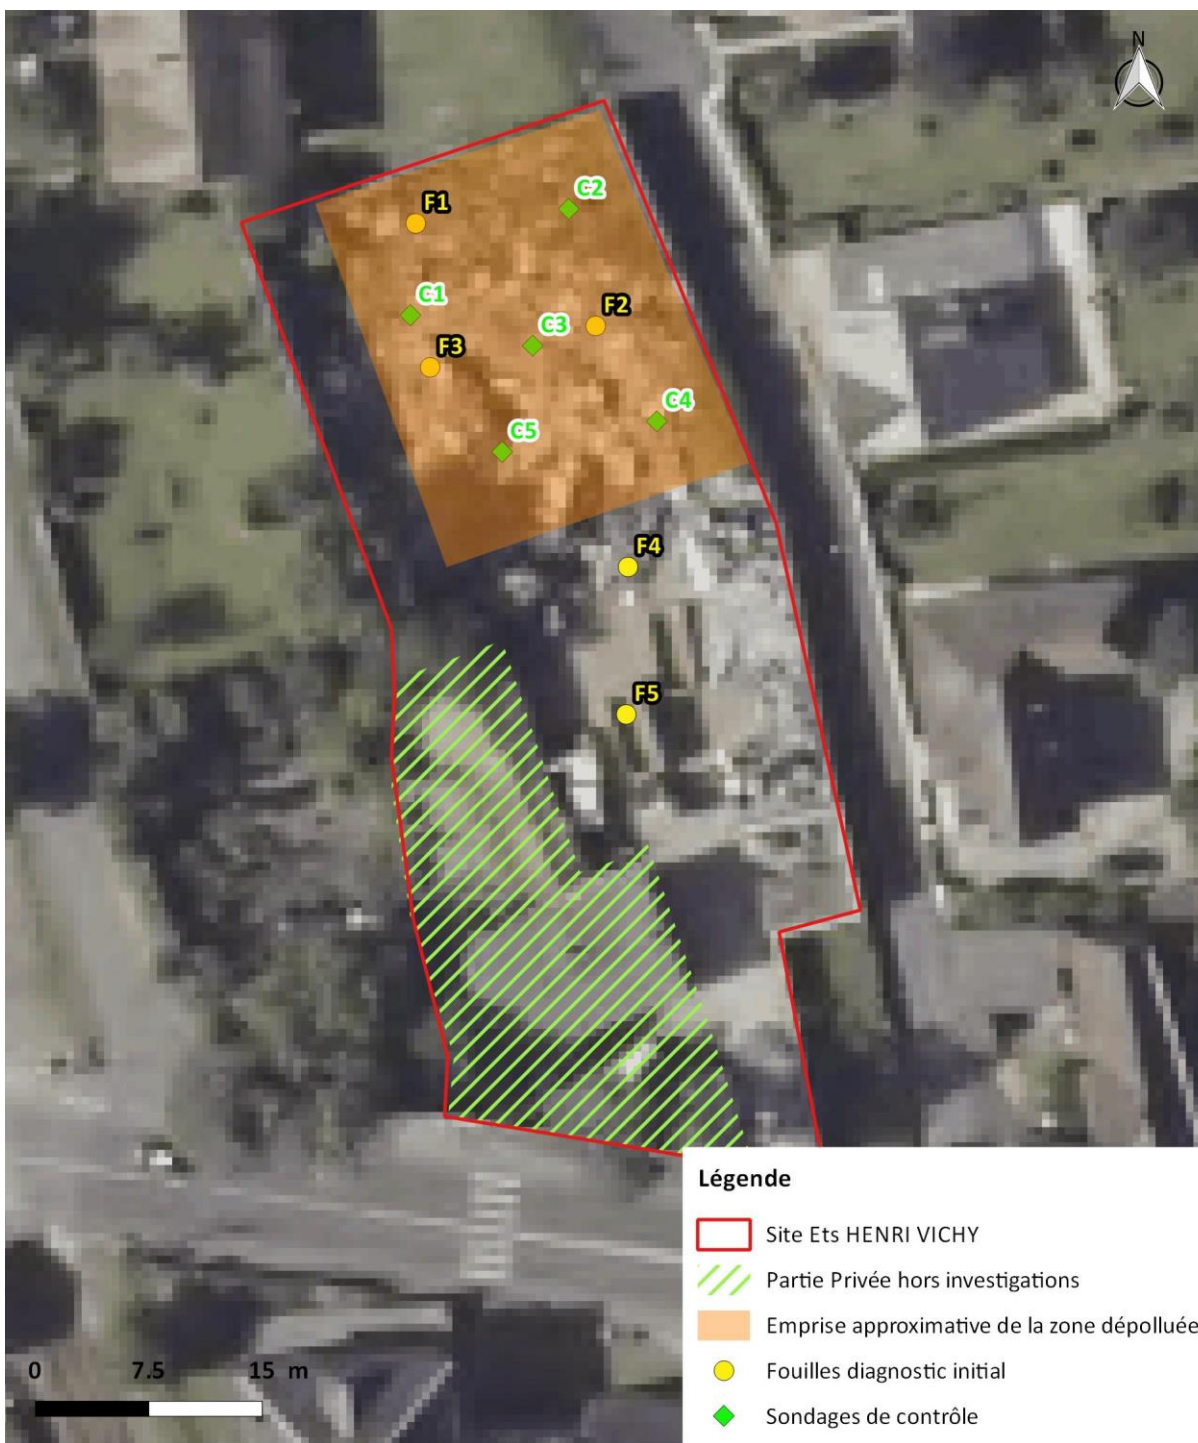 N
C2
F1
C1
F2
C3
F3
C4
C5
F4
F5
Légende
Site Ets HENRI VICHY
Partie Privée hors investigations
Emprise approximative de la zone dépolluée
Fouilles diagnostic initial
Sondages de contrôle
0 7.5 15 m